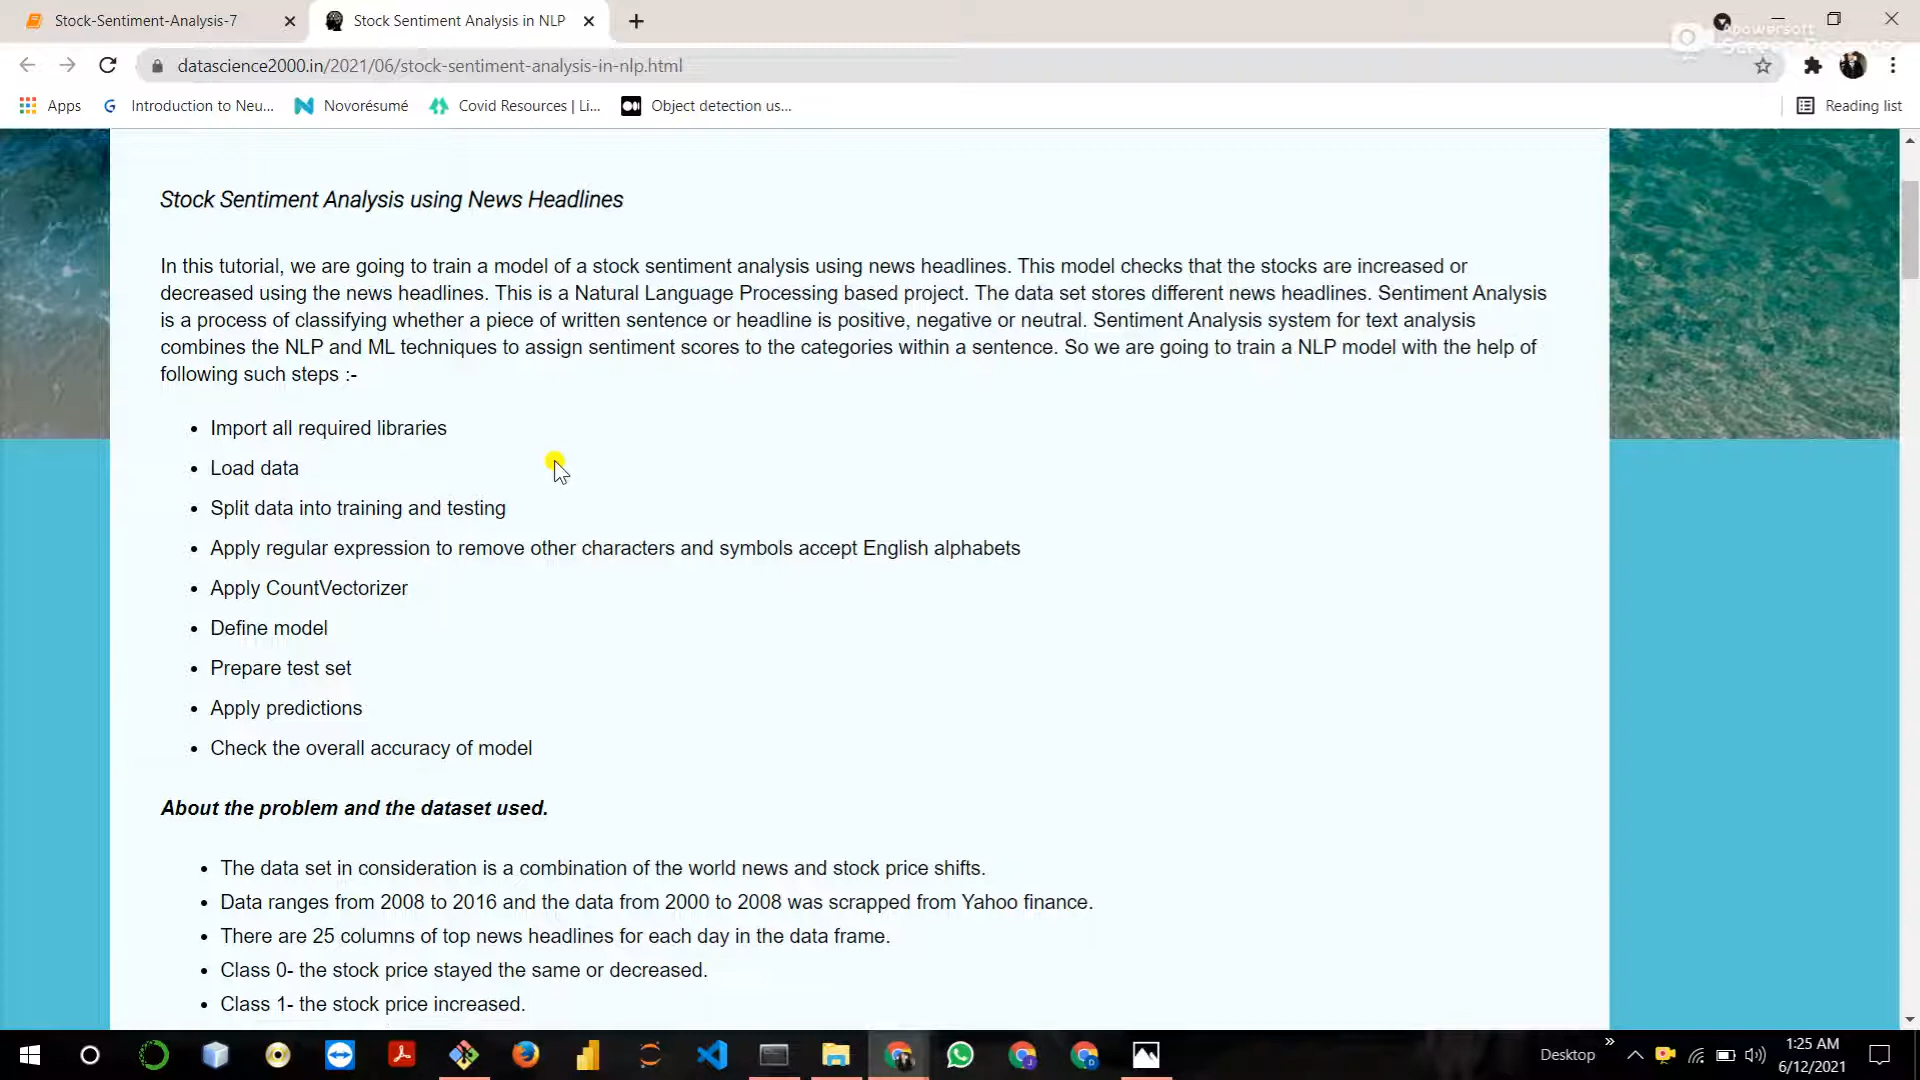 Stock-Sentiment-Analysis-7
Stock Sentiment Analysis in NLP
Apowersoft
datascience2000.in/2021/06/stock-sentiment-analysis-in-nlp.html
Apps
Introduction to Neu...
Novorésumé
Covid Resources | Li...
Object detection us...
Reading list
Stock Sentiment Analysis using News Headlines
In this tutorial, we are going to train a model of a stock sentiment analysis using news headlines. This model checks that the stocks are increased or
decreased using the news headlines. This is a Natural Language Processing based project. The data set stores different news headlines. Sentiment Analysis
is a process of classifying whether a piece of written sentence or headline is positive, negative or neutral. Sentiment Analysis system for text analysis
combines the NLP and ML techniques to assign sentiment scores to the categories within a sentence. So we are going to train a NLP model with the help of
following such steps :-
• Import all required libraries
• Load data
• Split data into training and testing
• Apply regular expression to remove other characters and symbols accept English alphabets
• Apply CountVectorizer
• Define model
• Prepare test set
• Apply predictions
• Check the overall accuracy of model
About the problem and the dataset used.
• The data set in consideration is a combination of the world news and stock price shifts.
• Data ranges from 2008 to 2016 and the data from 2000 to 2008 was scrapped from Yahoo finance.
• There are 25 columns of top news headlines for each day in the data frame.
• Class 0- the stock price stayed the same or decreased.
• Class 1- the stock price increased.
Desktop
1:25 AM
6/12/2021